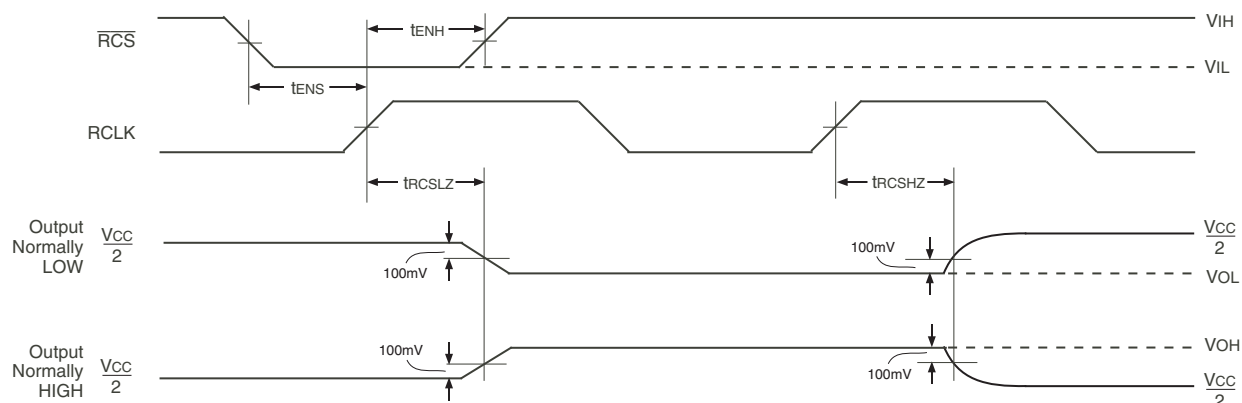 tENH
VIH
RCS
VIL
tENS
RCLK
tRCSLZ
tRCSHZ
Output
Normally
LOW
VCC
2
100mV
100mV
VCC
2
VOL
Output
Normally
HIGH
VCC
2
100mV
100mV
VOH
VCC
2